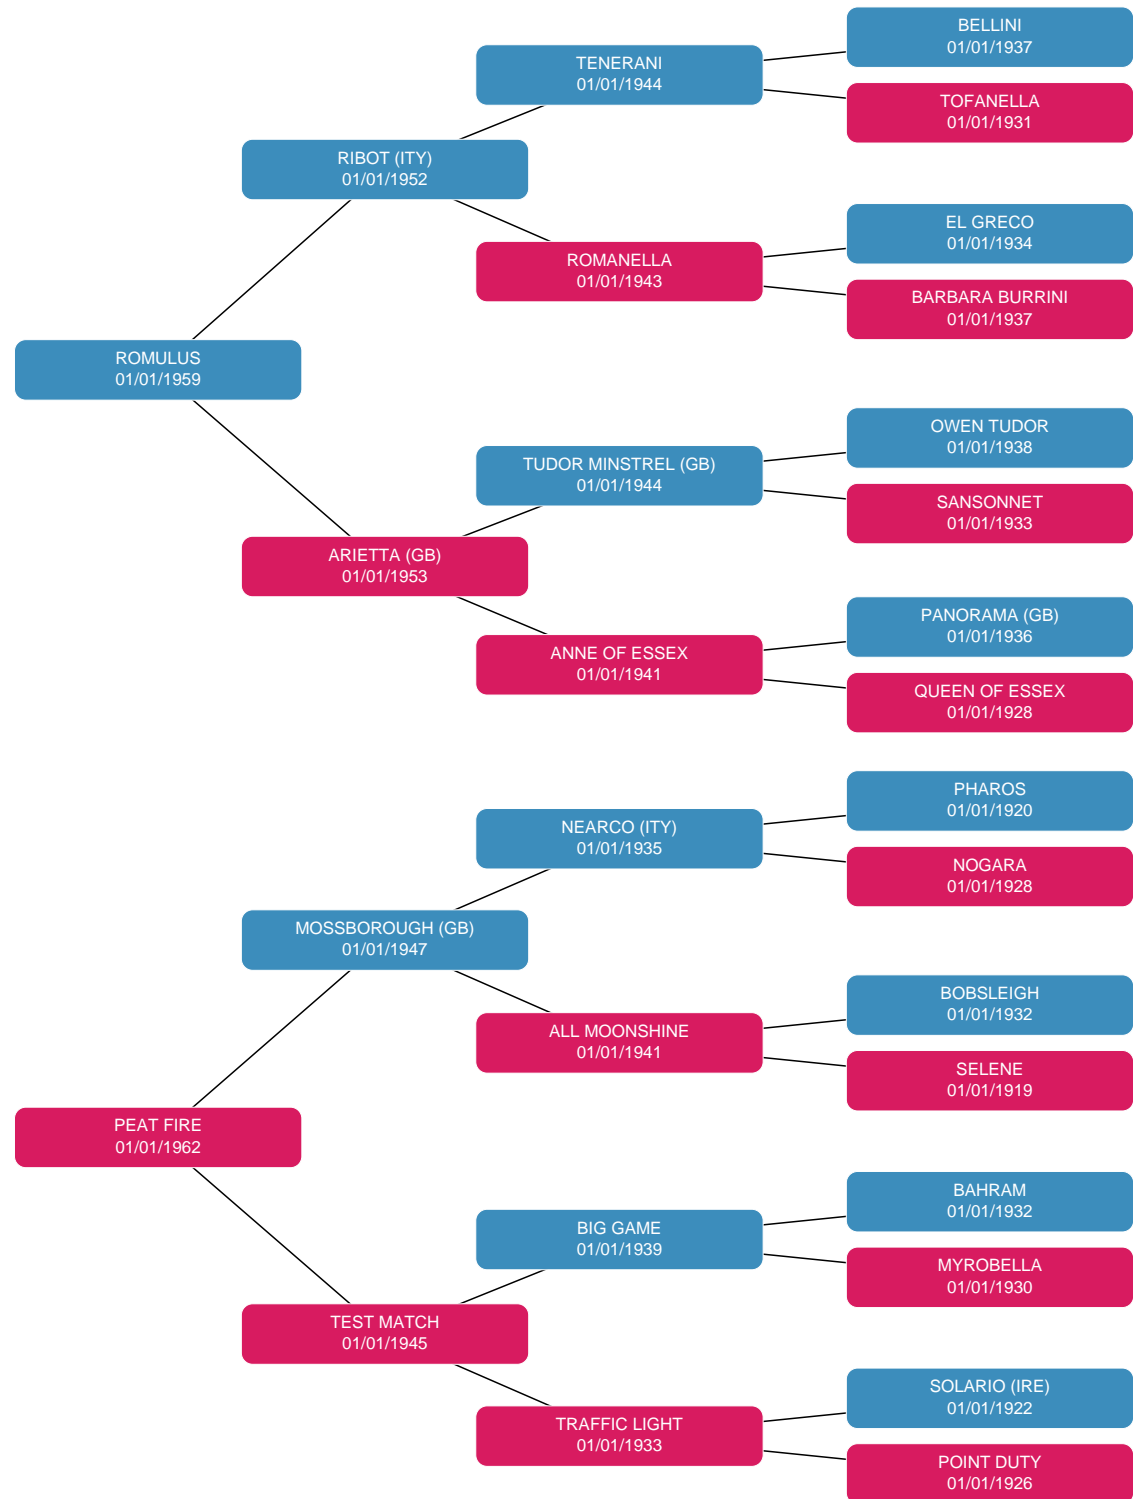 BELLINI
01/01/1937
TENERANI
01/01/1944
TOFANELLA
01/01/1931
RIBOT (ITY)
01/01/1952
EL GRECO
01/01/1934
ROMANELLA
01/01/1943
BARBARA BURRINI
01/01/1937
ROMULUS
01/01/1959
OWEN TUDOR
01/01/1938
TUDOR MINSTREL (GB)
01/01/1944
SANSONNET
01/01/1933
ARIETTA (GB)
01/01/1953
PANORAMA (GB)
01/01/1936
ANNE OF ESSEX
01/01/1941
QUEEN OF ESSEX
01/01/1928
PHAROS
01/01/1920
NEARCO (ITY)
01/01/1935
NOGARA
01/01/1928
MOSSBOROUGH (GB)
01/01/1947
BOBSLEIGH
01/01/1932
ALL MOONSHINE
01/01/1941
SELENE
01/01/1919
PEAT FIRE
01/01/1962
BAHRAM
01/01/1932
BIG GAME
01/01/1939
MYROBELLA
01/01/1930
TEST MATCH
01/01/1945
SOLARIO (IRE)
01/01/1922
TRAFFIC LIGHT
01/01/1933
POINT DUTY
01/01/1926